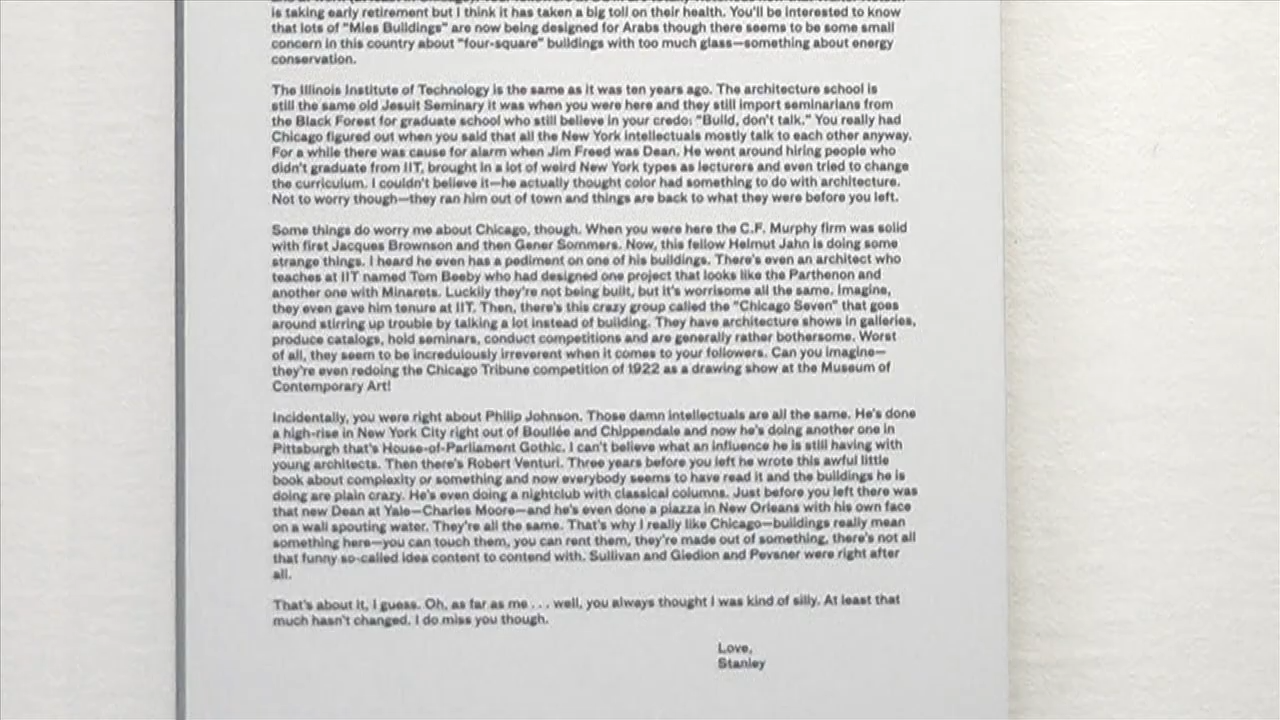 is taking early retirement but I think it has taken a big toll on their health. You'll be interested to know
that lots of "Mies Buildings" are now being designed for Arabs though there seems to be some small
concern in this country about "four-square" buildings with too much glass—something about energy
conservation.
The Illinois Institute of Technology is the same as it was ten years ago. The architecture school is
still the same old Jesuit Seminary it was when you were here and they still import seminarians from
the Black Forest for graduate school who still believe in your credo: "Build, don't talk." You really had
Chicago figured out when you said that all the New York intellectuals mostly talk to each other anyway.
For a while there was cause for alarm when Jim Freed was Dean. He went around hiring people who
didn't graduate from IIT, brought in a lot of weird New York types as lecturers and even tried to change
the curriculum. I couldn't believe it—he actually thought color had something to do with architecture.
Not to worry though—they ran him out of town and things are back to what they were before you left.
Some things do worry me about Chicago, though. When you were here the C.F. Murphy firm was solid
with first Jacques Brownson and then Gener Sommers. Now, this fellow Helmut Jahn is doing some
strange things. I heard he even has a pediment on one of his buildings. There's even an architect who
teaches at IIT named Tom Beeby who had designed one project that looks like the Parthenon and
another one with Minarets. Luckily they're not being built, but it's worrisome all the same. Imagine,
they even gave him tenure at IIT. Then, there's this crazy group called the "Chicago Seven" that goes
around stirring up trouble by talking a lot instead of building. They have architecture shows in galleries,
produce catalogs, hold seminars, conduct competitions and are generally rather bothersome. Worst
of all, they seem to be incredulously irreverent when it comes to your followers. Can you imagine—
they're even redoing the Chicago Tribune competition of 1922 as a drawing show at the Museum of
Contemporary Art!
Incidentally, you were right about Philip Johnson. Those damn intellectuals are all the same. He's done
a high-rise in New York City right out of Boullée and Chippendale and now he's doing another one in
Pittsburgh that's House-of-Parliament Gothic. I can't believe what an influence he is still having with
young architects. Then there's Robert Venturi. Three years before you left he wrote this awful little
book about complexity or something and now everybody seems to have read it and the buildings he is
doing are plain crazy. He's even doing a nightclub with classical columns. Just before you left there was
that new Dean at Yale—Charles Moore—and he's even done a piazza in New Orleans with his own face
on a wall spouting water. They're all the same. That's why I really like Chicago—buildings really mean
something here—you can touch them, you can rent them, they're made out of something, there's not all
that funny so-called idea content to contend with. Sullivan and Giedion and Pevsner were right after
all.
That's about it, I guess. Oh, as far as me . . . well, you always thought I was kind of silly. At least that
much hasn't changed. I do miss you though.
Love,
Stanley